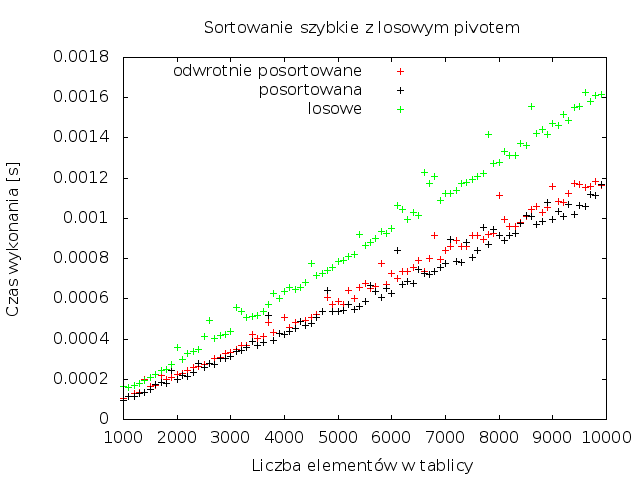 Sortowanie szybkie z losowym pivotem
0.0018
0.0016
0.0014
0.0012
0.001
0.0008
0.0006
0.0004
0.0002
0
odwrotnie posortowane
posortowana
losowe
Czas wykonania [s]
1000 2000 3000 4000 5000 6000 7000 8000 9000 10000
Liczba elementów w tablicy